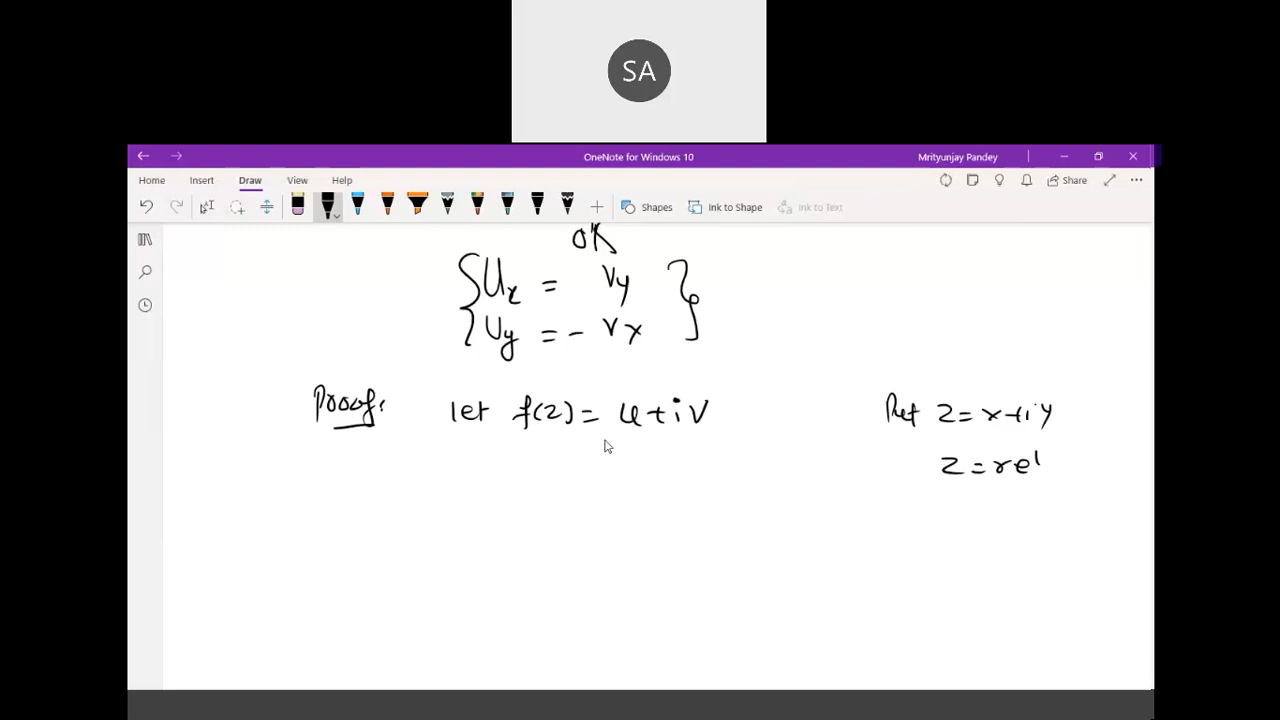 SA
OneNote for Windows 10
Mrityunjay Pandey
Home Insert Draw View Help
Share
Shapes
Ink to Shape
Ink to Text
OR
{Ux = Vy}
{Uy = - Vx}
Proof: let f(z) = u+iv
Put z = x+iy
z = re